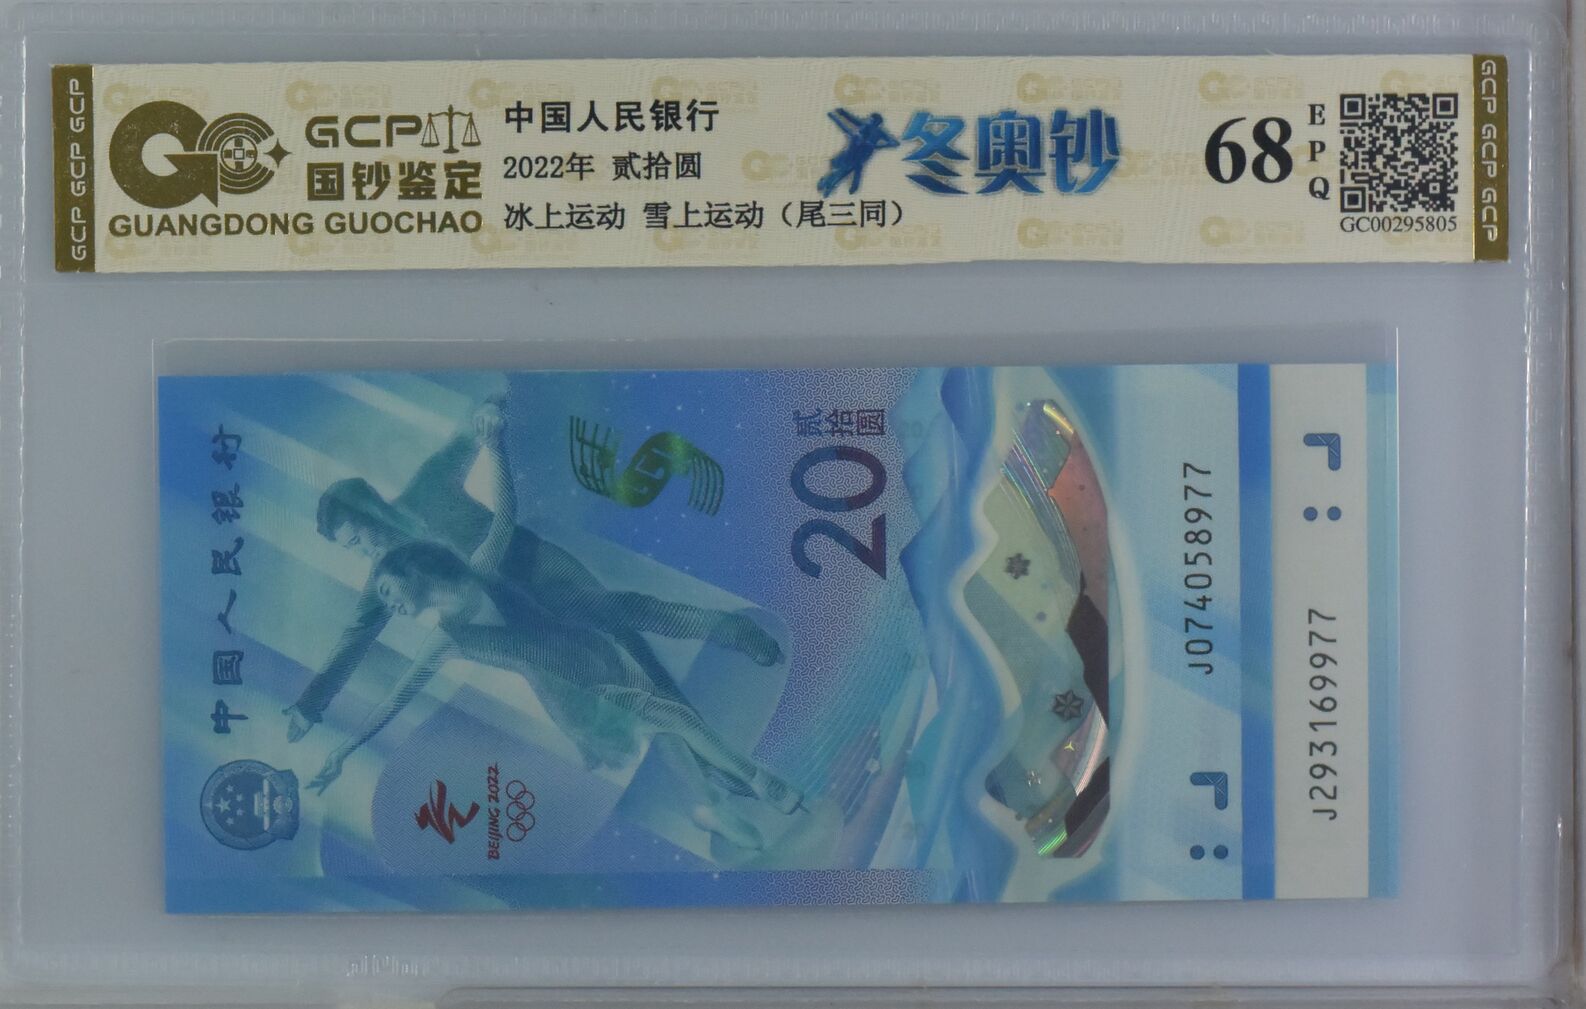 GCP
国钞鉴定
GUANGDONG GUOCHAO
中国人民银行
2022年 贰拾圆
冰上运动 雪上运动（尾三同）
冬奥钞
68
EPQ
GC00295805
GCP GCP GCP
GCP GCP GCP
中国人民银行
BEIJING 2022
贰拾圆
20
J074058977
J293169977